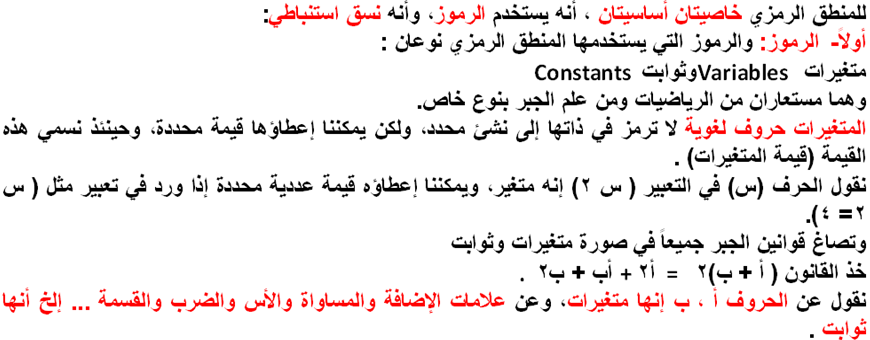 للمنطق الرمزي خاصيتان أساسيتان ، أنه يستخدم الرموز، وأنه نسق استنباطي:
أولاً- الرموز: والرموز التي يستخدمها المنطق الرمزي نوعان :
متغيرات Variables وثوابت Constants
وهما مستعاران من الرياضيات ومن علم الجبر بنوع خاص.
المتغيرات حروف لغوية لا ترمز في ذاتها إلى نشئ محدد، ولكن يمكننا إعطاؤها قيمة محددة، وحينئذ نسمي هذه
القيمة (قيمة المتغيرات) .
نقول الحرف (س) في التعبير ( س ٢) إنه متغير، ويمكننا إعطاؤه قيمة عددية محددة إذا ورد في تعبير مثل ( س
٢= ٤).
وتصاغ قوانين الجبر جميعاً في صورة متغيرات وثوابت
خذ القانون ( أ + ب)٢ = أ٢ + أب + ب٢ .
نقول عن الحروف أ ، ب إنها متغيرات، وعن علامات الإضافة والمساواة والأس والضرب والقسمة ... إلخ أنها
ثوابت .